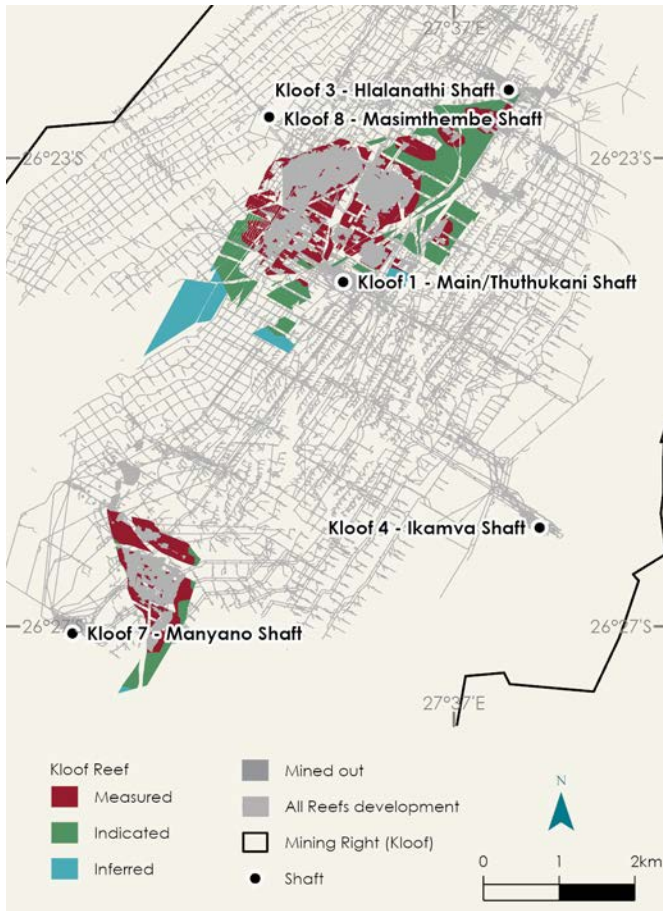 27°37'E
Kloof 3 - Hlalanathi Shaft
Kloof 8 - Masimthembe Shaft
26°23'S
26°23'S
Kloof 1 - Main/Thuthukani Shaft
Kloof 4 - Ikamva Shaft
26°27'S
Kloof 7 - Manyano Shaft
26°27'S
27°37'E
Kloof Reef
Measured
Indicated
Inferred
Mined out
All Reefs development
Mining Right (Kloof)
Shaft
N
0 1 2km